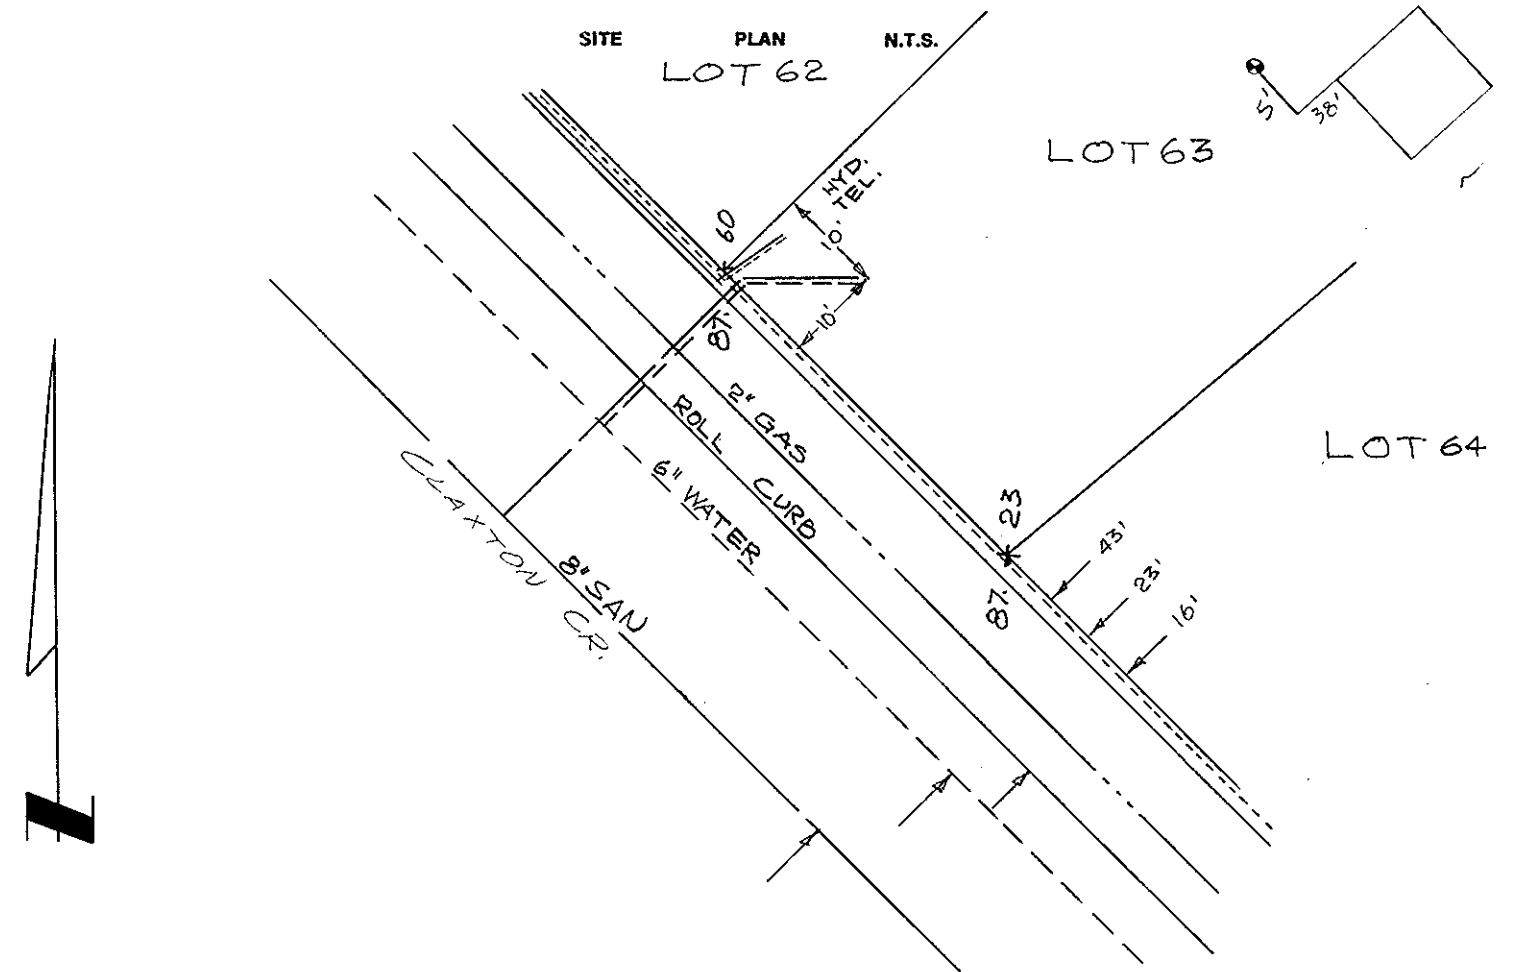 SITE PLAN N.T.S.
LOT 62
5'
38'
LOT 63
HYD.
TEL.
60
10'
10'
87.
2" GAS
ROLL CURB
6" WATER
LOT 64
CLAXTON CR.
8" SAN
23
87.
43'
23'
16'